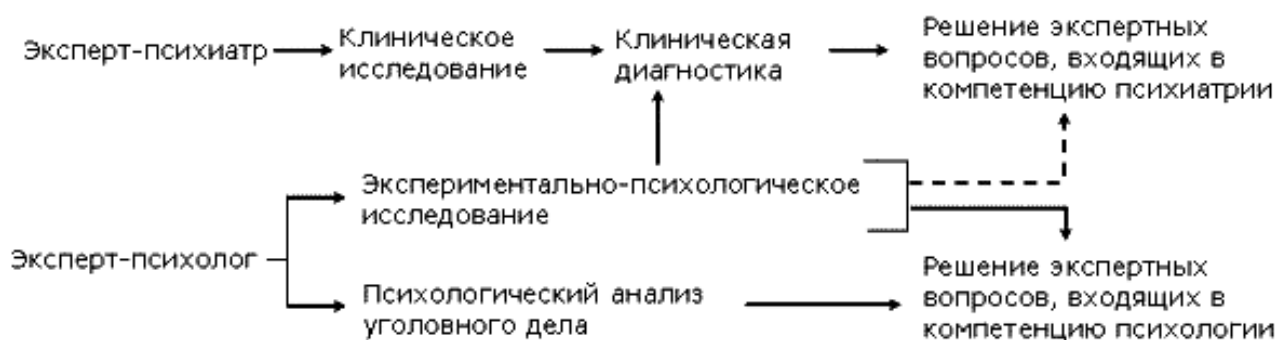 Эксперт-психиатр
Клиническое
исследование
Клиническая
диагностика
Решение экспертных
вопросов, входящих в
компетенцию психиатрии
Экспериментально-психологическое
исследование
Эксперт-психолог
Психологический анализ
уголовного дела
Решение экспертных
вопросов, входящих в
компетенцию психологии